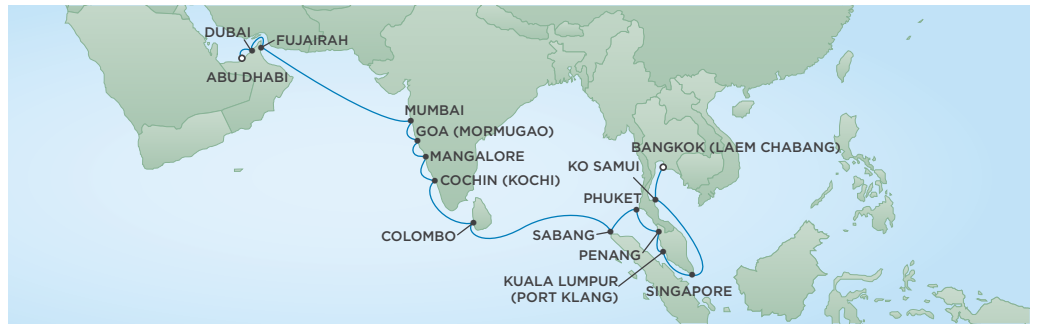 DUBAI
FUJAIRAH
ABU DHABI
MUMBAI
GOA (MORMUGAO)
MANGALORE
COCHIN (KOCHI)
COLOMBO
BANGKOK (LAEM CHABANG)
KO SAMUI
PHUKET
SABANG
PENANG
KUALA LUMPUR
(PORT KLANG)
SINGAPORE